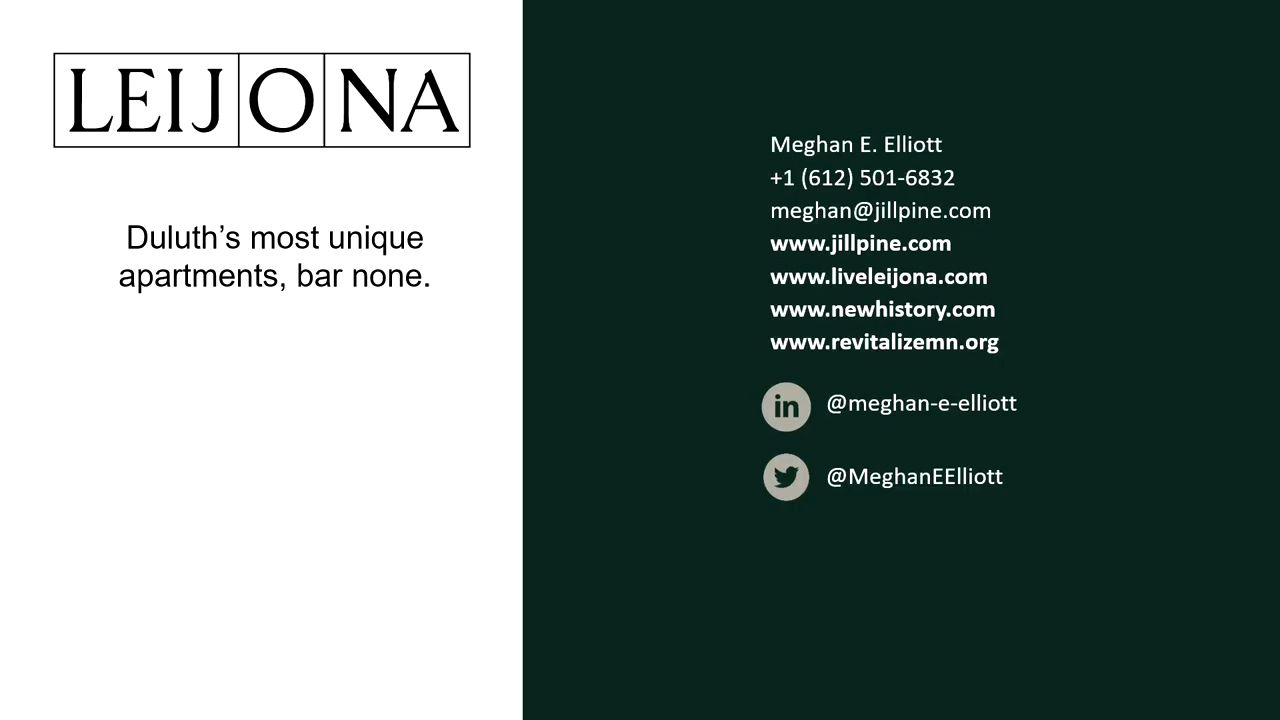 LEIJONA
Duluth’s most unique
apartments, bar none.
Meghan E. Elliott
+1 (612) 501-6832
meghan@jillpine.com
www.jillpine.com
www.liveleijona.com
www.newhistory.com
www.revitalizemn.org
in @meghan-e-elliott
@MeghanEElliott